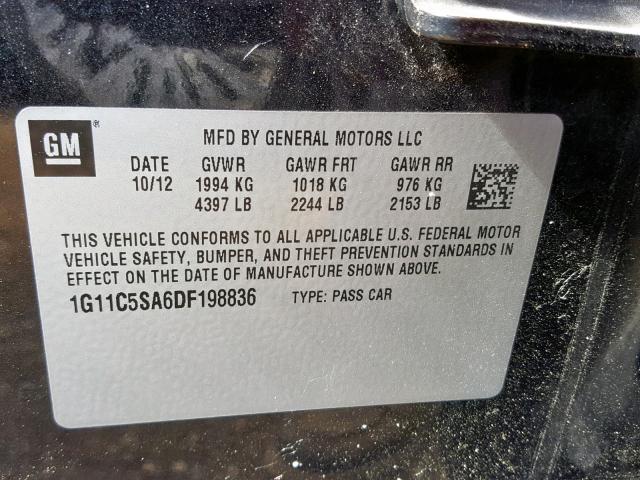 GM ®
MFD BY GENERAL MOTORS LLC
DATE GVWR GAWR FRT GAWR RR
10/12 1994 KG 1018 KG 976 KG
4397 LB 2244 LB 2153 LB
THIS VEHICLE CONFORMS TO ALL APPLICABLE U.S. FEDERAL MOTOR
VEHICLE SAFETY, BUMPER, AND THEFT PREVENTION STANDARDS IN
EFFECT ON THE DATE OF MANUFACTURE SHOWN ABOVE.
1G11C5SA6DF198836 TYPE: PASS CAR